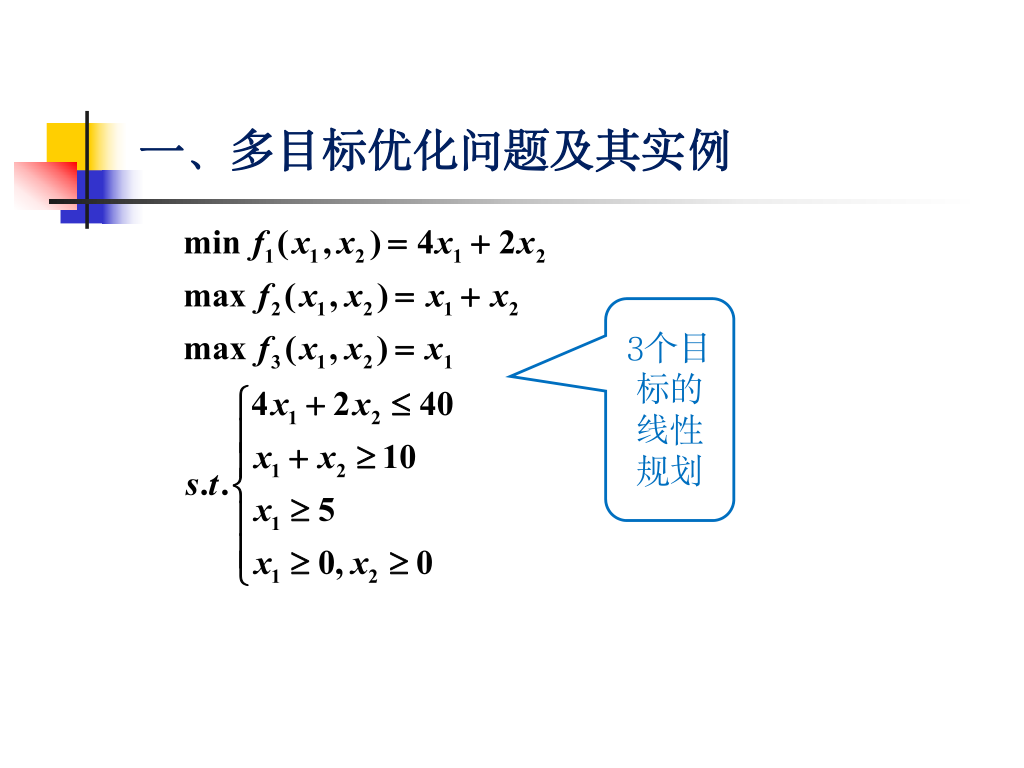 一、多目标优化问题及其实例
min f₁(x₁, x₂) = 4x₁ + 2x₂
max f₂(x₁, x₂) = x₁ + x₂
max f₃(x₁, x₂) = x₁
s.t. { 4x₁ + 2x₂ ≤ 40
x₁ + x₂ ≥ 10
x₁ ≥ 5
x₁ ≥ 0, x₂ ≥ 0
3个目
标的
线性
规划